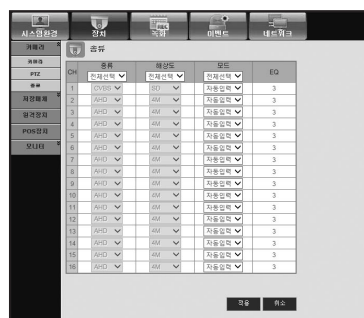 시스템환경 장치 녹화 이벤트 네트워크
카메라 종류
카메라
PTZ
종류
저장매체
원격장치
POS장치
모니터
CH 종류 해상도 모드 EQ
전체선택 전체선택 전체선택
1 CVBS SD 자동입력 3
2 AHD 4M 자동입력 3
3 AHD 4M 자동입력 3
4 AHD 4M 자동입력 3
5 AHD 4M 자동입력 3
6 AHD 4M 자동입력 3
7 AHD 4M 자동입력 3
8 AHD 4M 자동입력 3
9 AHD 4M 자동입력 3
10 AHD 4M 자동입력 3
11 AHD 4M 자동입력 3
12 AHD 4M 자동입력 3
13 AHD 4M 자동입력 3
14 AHD 4M 자동입력 3
15 AHD 4M 자동입력 3
16 AHD 4M 자동입력 3
적용 취소